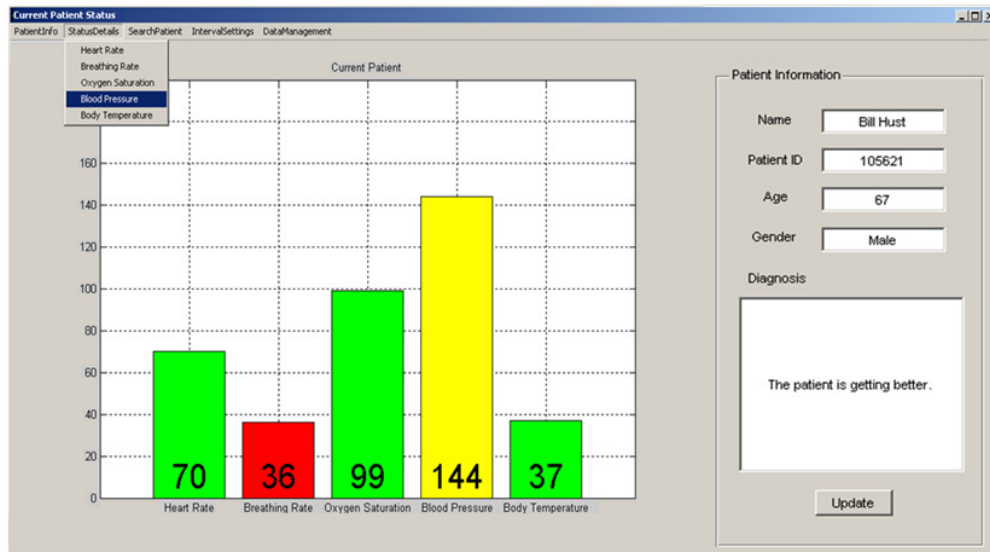 Current Patient Status
PatientInfo StatusDetails SearchPatient IntervalSettings DataManagement
Heart Rate
Breathing Rate
Oxygen Saturation
Blood Pressure
Body Temperature
Current Patient
160
140
120
100
80
60
40
20
0
70 36 99 144 37
Heart Rate Breathing Rate Oxygen Saturation Blood Pressure Body Temperature
Patient Information
Name Bill Hust
Patient ID 105621
Age 67
Gender Male
Diagnosis
The patient is getting better.
Update